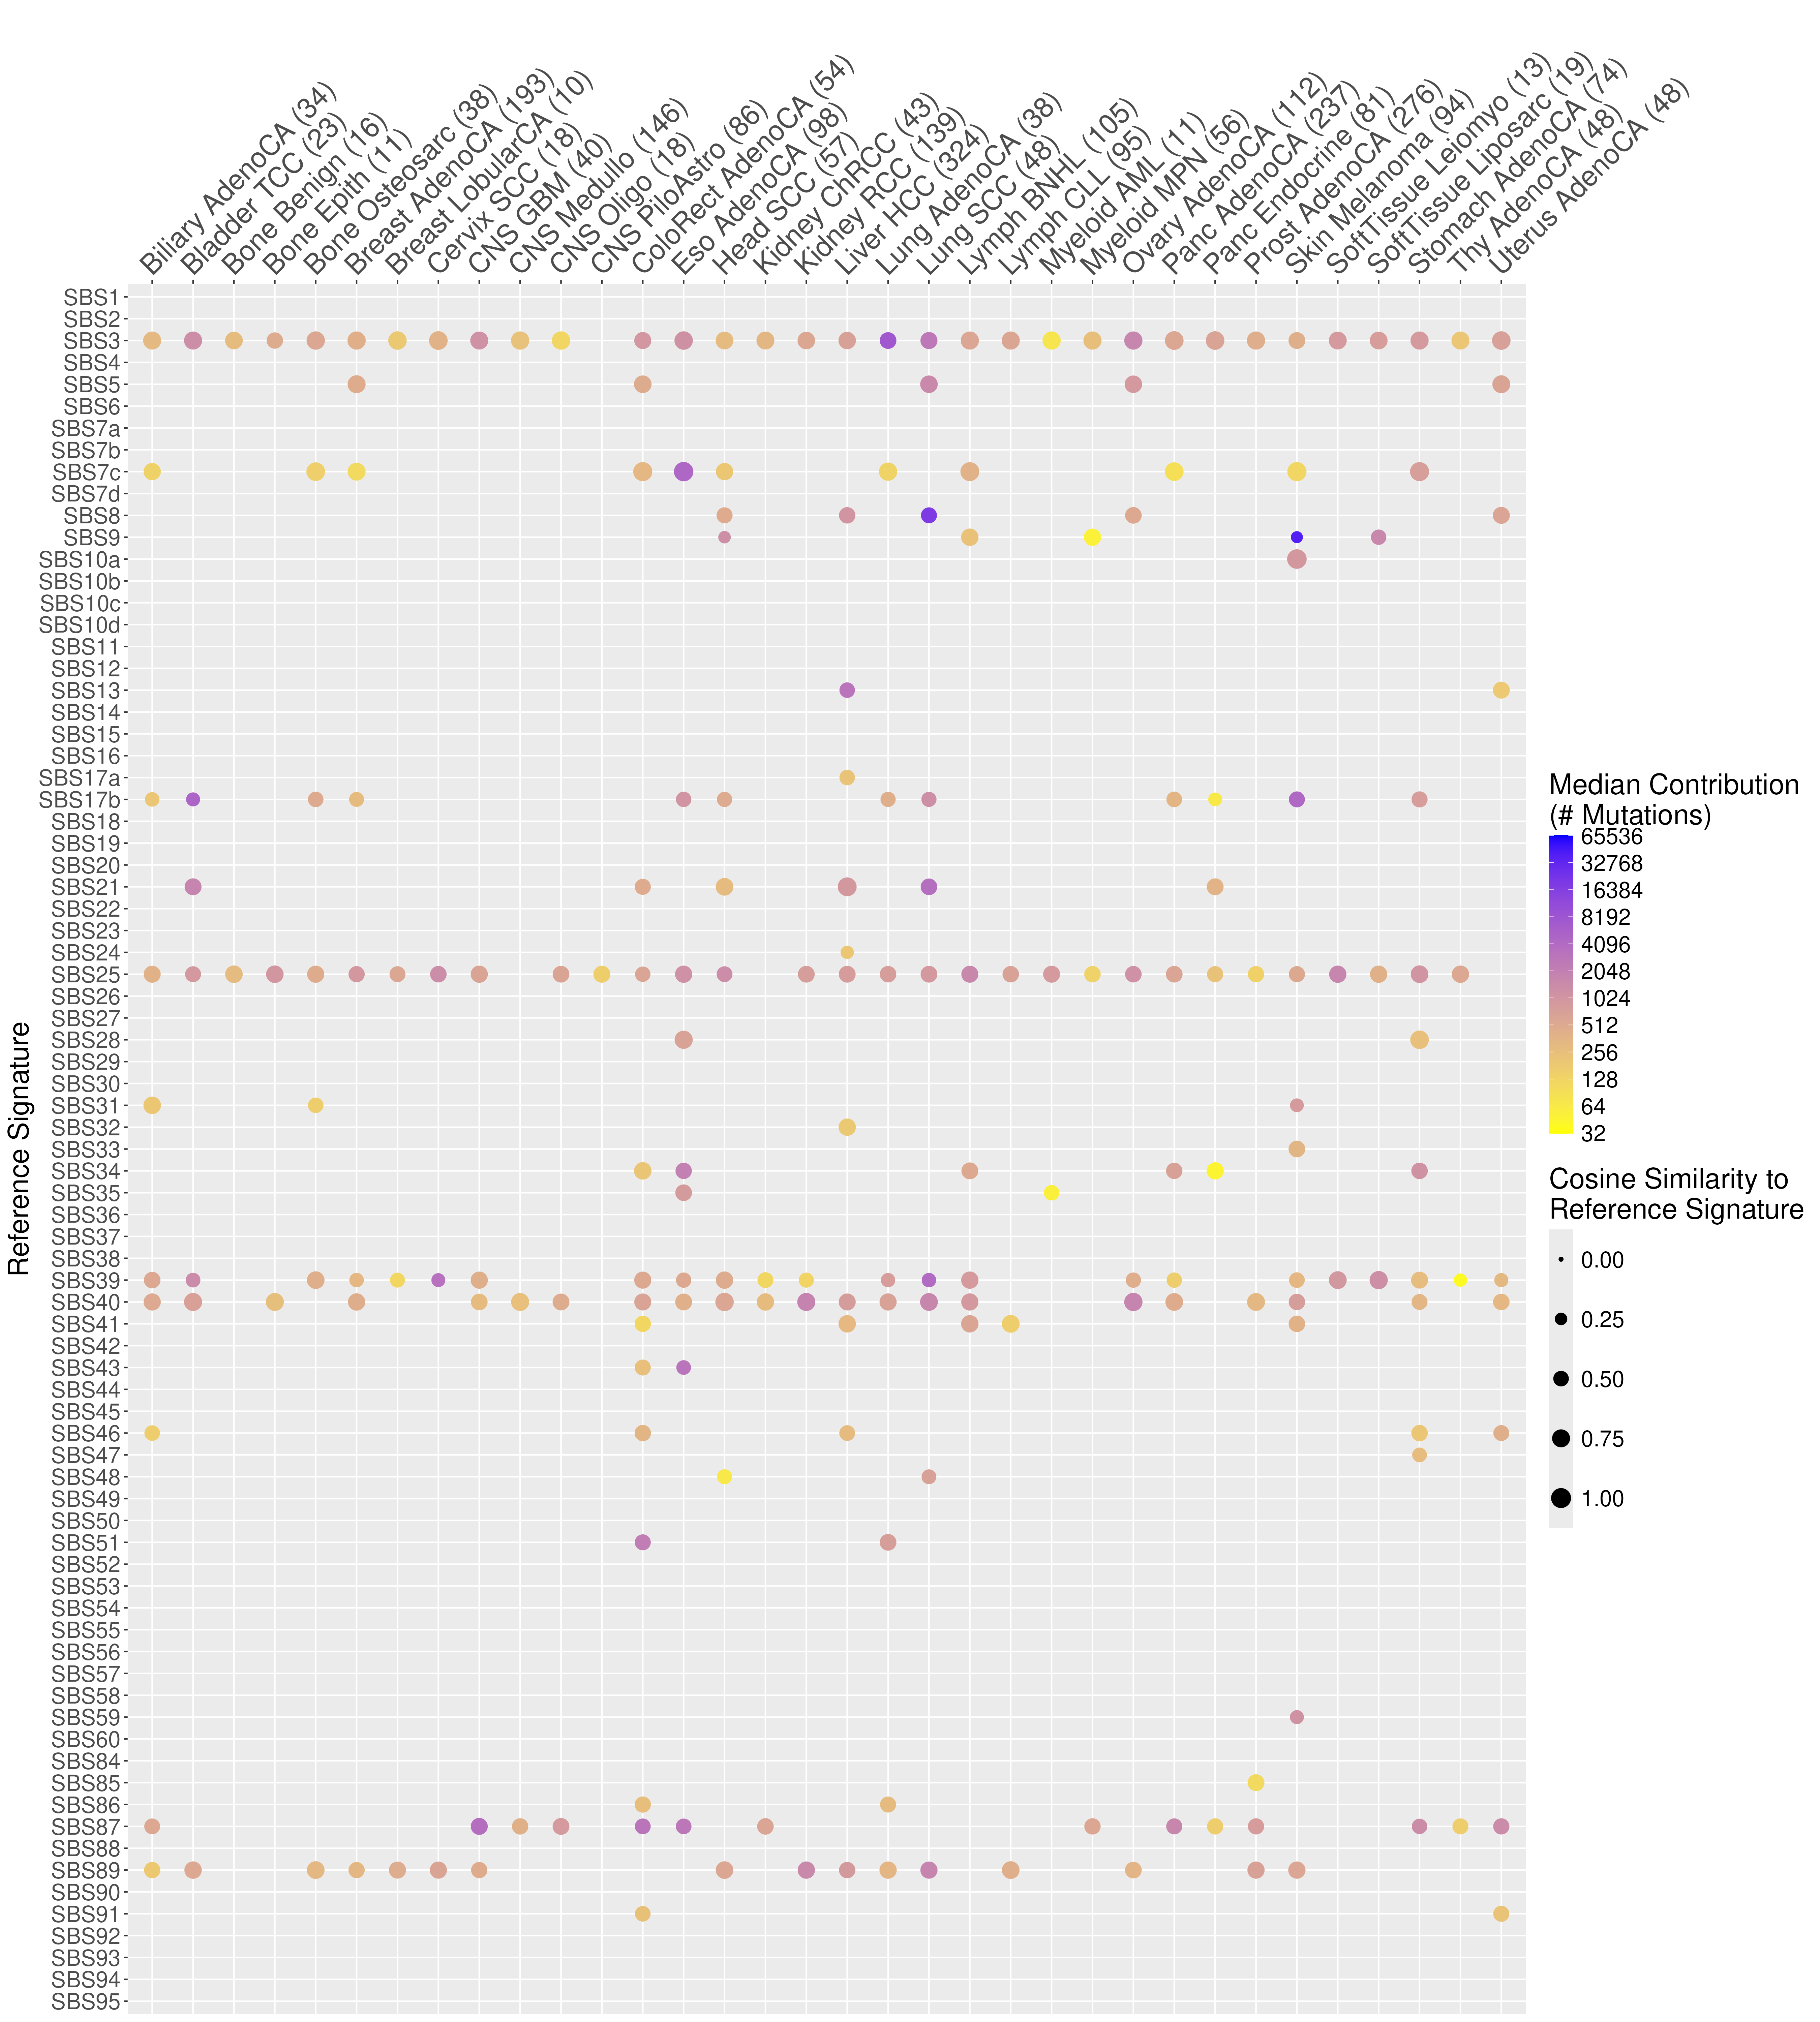 Biliary AdenoCA (34)
Bladder TCC (23)
Bone Benign (16)
Bone Epith (11)
Bone Osteosarc (38)
Breast AdenoCA (193)
Breast LobularCA (10)
Cervix SCC (18)
CNS GBM (40)
CNS Medullo (146)
CNS Oligo (18)
CNS PiloAstro (86)
ColoRect AdenoCA (54)
Eso AdenoCA (98)
Head SCC (57)
Kidney ChRCC (43)
Kidney RCC (139)
Liver HCC (324)
Lung AdenoCA (38)
Lung SCC (48)
Lymph BNHL (105)
Lymph CLL (95)
Myeloid AML (11)
Myeloid MPN (56)
Ovary AdenoCA (112)
Panc AdenoCA (237)
Panc Endocrine (81)
Prost AdenoCA (276)
Skin Melanoma (94)
SoftTissue Leiomyo (13)
SoftTissue Liposarc (19)
Stomach AdenoCA (74)
Thy AdenoCA (48)
Uterus AdenoCA (48)
Reference Signature
SBS1
SBS2
SBS3
SBS4
SBS5
SBS6
SBS7a
SBS7b
SBS7c
SBS7d
SBS8
SBS9
SBS10a
SBS10b
SBS10c
SBS10d
SBS11
SBS12
SBS13
SBS14
SBS15
SBS16
SBS17a
SBS17b
SBS18
SBS19
SBS20
SBS21
SBS22
SBS23
SBS24
SBS25
SBS26
SBS27
SBS28
SBS29
SBS30
SBS31
SBS32
SBS33
SBS34
SBS35
SBS36
SBS37
SBS38
SBS39
SBS40
SBS41
SBS42
SBS43
SBS44
SBS45
SBS46
SBS47
SBS48
SBS49
SBS50
SBS51
SBS52
SBS53
SBS54
SBS55
SBS56
SBS57
SBS58
SBS59
SBS60
SBS84
SBS85
SBS86
SBS87
SBS88
SBS89
SBS90
SBS91
SBS92
SBS93
SBS94
SBS95
Median Contribution
(# Mutations)
65536
32768
16384
8192
4096
2048
1024
512
256
128
64
32
Cosine Similarity to
Reference Signature
0.00
0.25
0.50
0.75
1.00